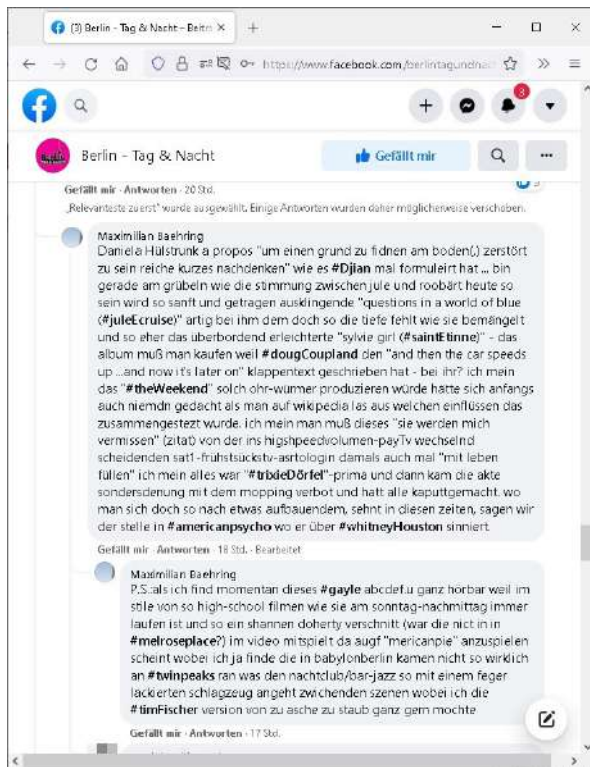 (3) Berlin - Tag & Nacht – Beitra
https://www.facebook.com/berlintagundnac
3
Berlin - Tag & Nacht
Gefällt mir
Gefällt mir · Antworten · 20 Std.
„Relevanteste zuerst“ wurde ausgewählt. Einige Antworten wurden daher möglicherweise verschoben.
Maximilian Baehring
Daniela Hülstrunk a propos "um einen grund zu fidnen am boden(,) zerstört
zu sein reiche kurzes nachdenken" wie es #Djian mal formuleirt hat ... bin
gerade am grübeln wie die stimmung zwischen jule und roobärt heute so
sein wird so sanft und getragen ausklingende "questions in a world of blue
(#juleEcruise)" artig bei ihm dem doch so die tiefe fehlt wie sie bemängelt
und so eher das überbordend erleichterte "sylvie girl (#saintEtinne)" - das
album muß man kaufen weil #dougCoupland den "and then the car speeds
up ...and now it's later on" klappentext geschrieben hat - bei ihr? ich mein
das "#theWeekend" solch ohr-würmer produzieren würde hätte sich anfangs
auch niemdn gedacht als man auf wikipedia las aus welchen einflüssen das
zusammengestezt wurde. ich mein man muß dieses "sie werden mich
vermissen" (zitat) von der ins higshpeedvolumen-payTv wechselnd
scheidenden sat1-frühstsückstv-asrtologin damals auch mal "mit leben
füllen" ich mein alles war "#trixieDörfel"-prima und dann kam die akte
sondersdenung mit dem mopping verbot und hatt alle kaputtgemacht. wo
man sich doch so nach etwas aufbauendem, sehnt in diesen zeiten, sagen wir
der stelle in #americanpsycho wo er über #whitneyHouston sinniert
Gefällt mir · Antworten · 18 Std. · Bearbeitet
Maximilian Baehring
P.S.:als ich find momentan dieses #gayle abcdef.u ganz hörbar weil im
stile von so high-school filmen wie sie am sonntag-nachmittag immer
laufen ist und so ein shannen doherty verschnitt (war die nict in in
#melroseplace?) im video mitspielt da augf "mericanpie" anzuspielen
scheint wobei ich ja finde die in babylonberlin kamen nicht so wirklich
an #twinpeaks ran was den nachtclub/bar-jazz so mit einem feger
lackierten schlagzeug angeht zwichenden szenen wobei ich die
#timFischer version von zu asche zu staub ganz gern mochte
Gefällt mir · Antworten · 17 Std.